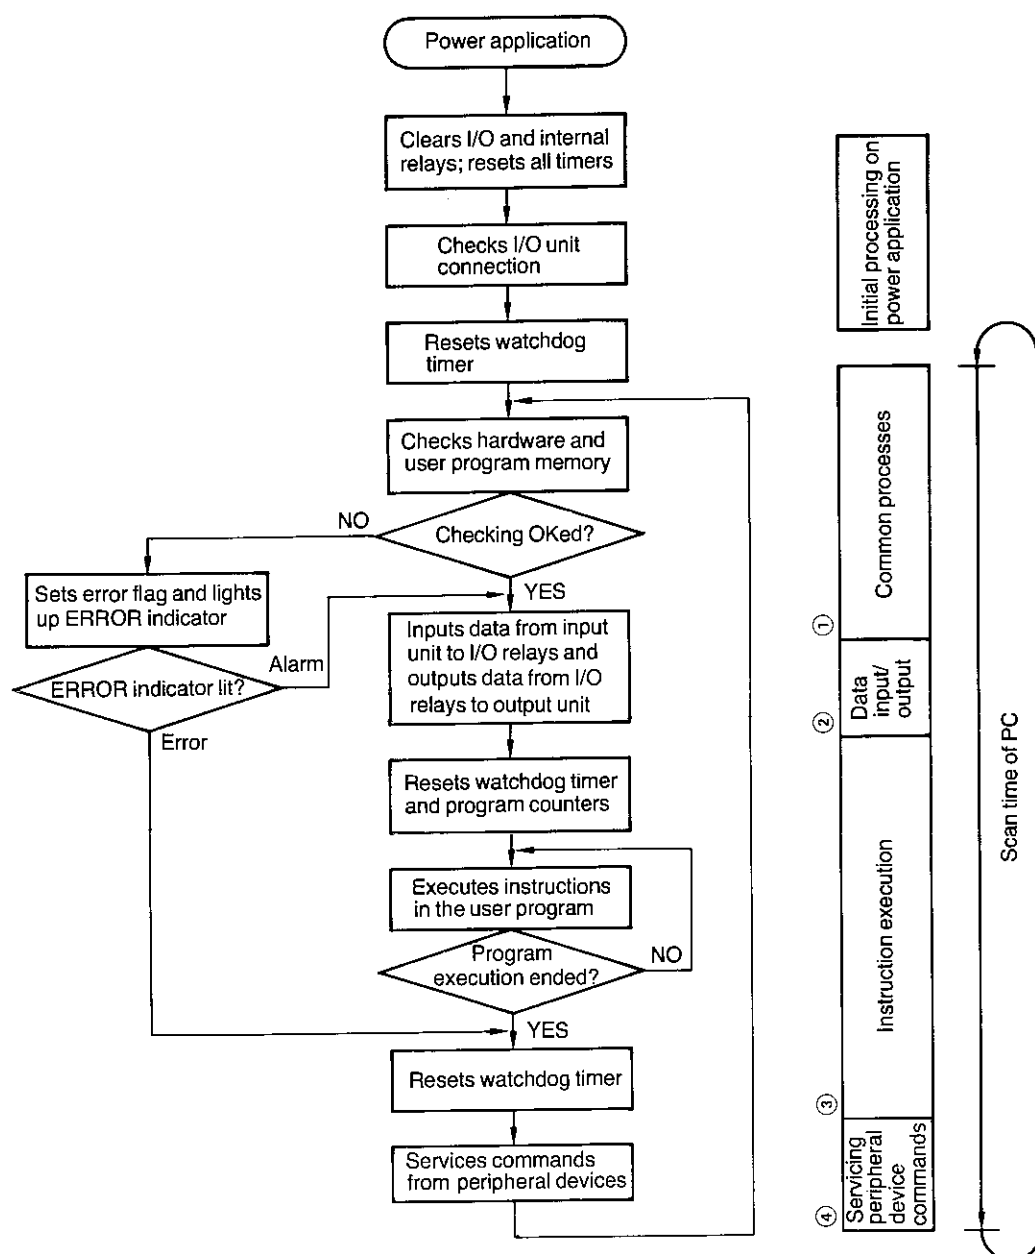 Power application
Clears I/O and internal
relays; resets all timers
Checks I/O unit
connection
Resets watchdog
timer
Checks hardware and
user program memory
Checking OKed?
NO
YES
Sets error flag and lights
up ERROR indicator
ERROR indicator lit?
Alarm
Error
Inputs data from input
unit to I/O relays and
outputs data from I/O
relays to output unit
Resets watchdog timer
and program counters
Executes instructions
in the user program
Program
execution ended?
NO
YES
Resets watchdog timer
Services commands
from peripheral devices
Initial processing on
power application
① Common processes
② Data
input/
output
③ Instruction execution
④ Servicing
peripheral
device
commands
Scan time of PC